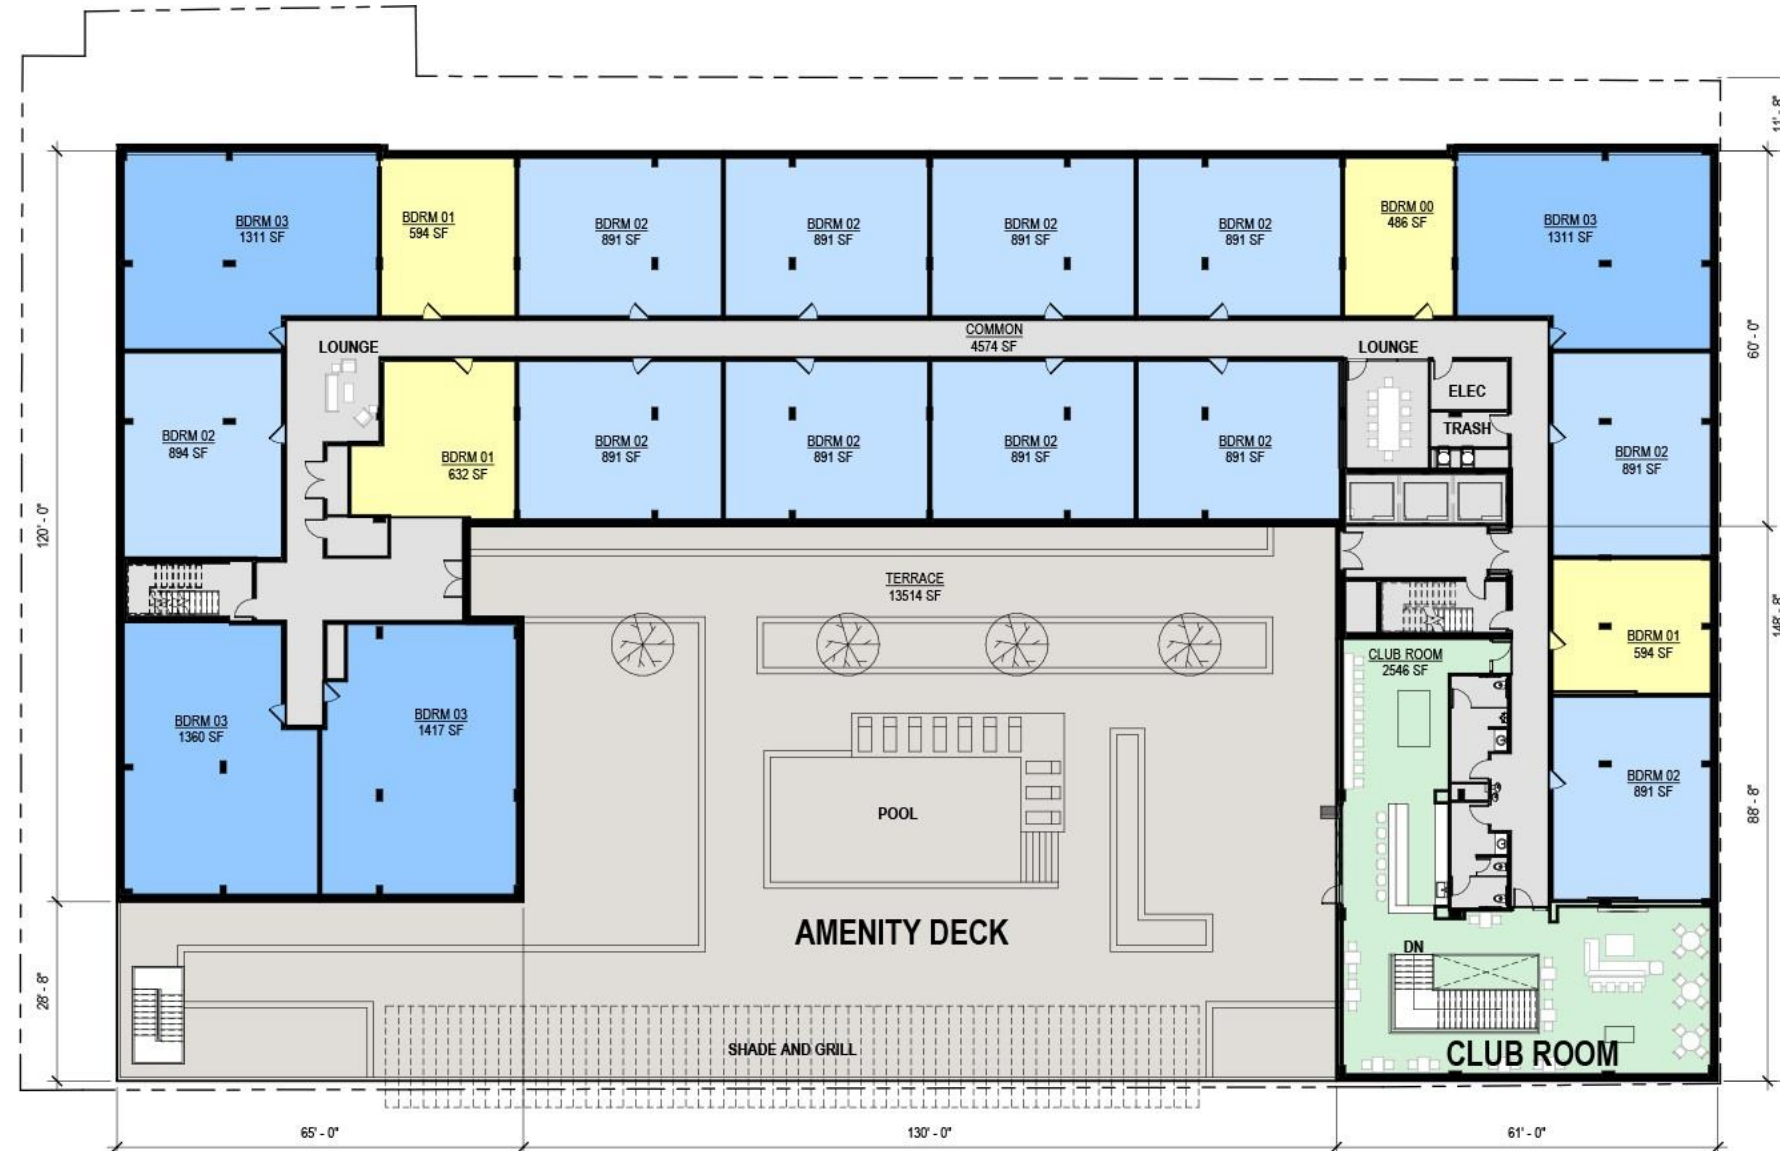 11' - 8"
BDRM 03
1311 SF
BDRM 01
594 SF
BDRM 02
891 SF
BDRM 02
891 SF
BDRM 02
891 SF
BDRM 02
891 SF
BDRM 00
486 SF
BDRM 03
1311 SF
COMMON
4574 SF
LOUNGE
LOUNGE
60' - 0"
ELEC
TRASH
BDRM 02
894 SF
BDRM 01
632 SF
BDRM 02
891 SF
BDRM 02
891 SF
BDRM 02
891 SF
BDRM 02
891 SF
BDRM 02
891 SF
120' - 0"
TERRACE
13514 SF
148' - 8"
BDRM 01
594 SF
CLUB ROOM
2546 SF
BDRM 03
1360 SF
BDRM 03
1417 SF
BDRM 02
891 SF
POOL
88' - 8"
AMENITY DECK
DN
28' - 8"
SHADE AND GRILL
CLUB ROOM
65' - 0"
130' - 0"
61' - 0"